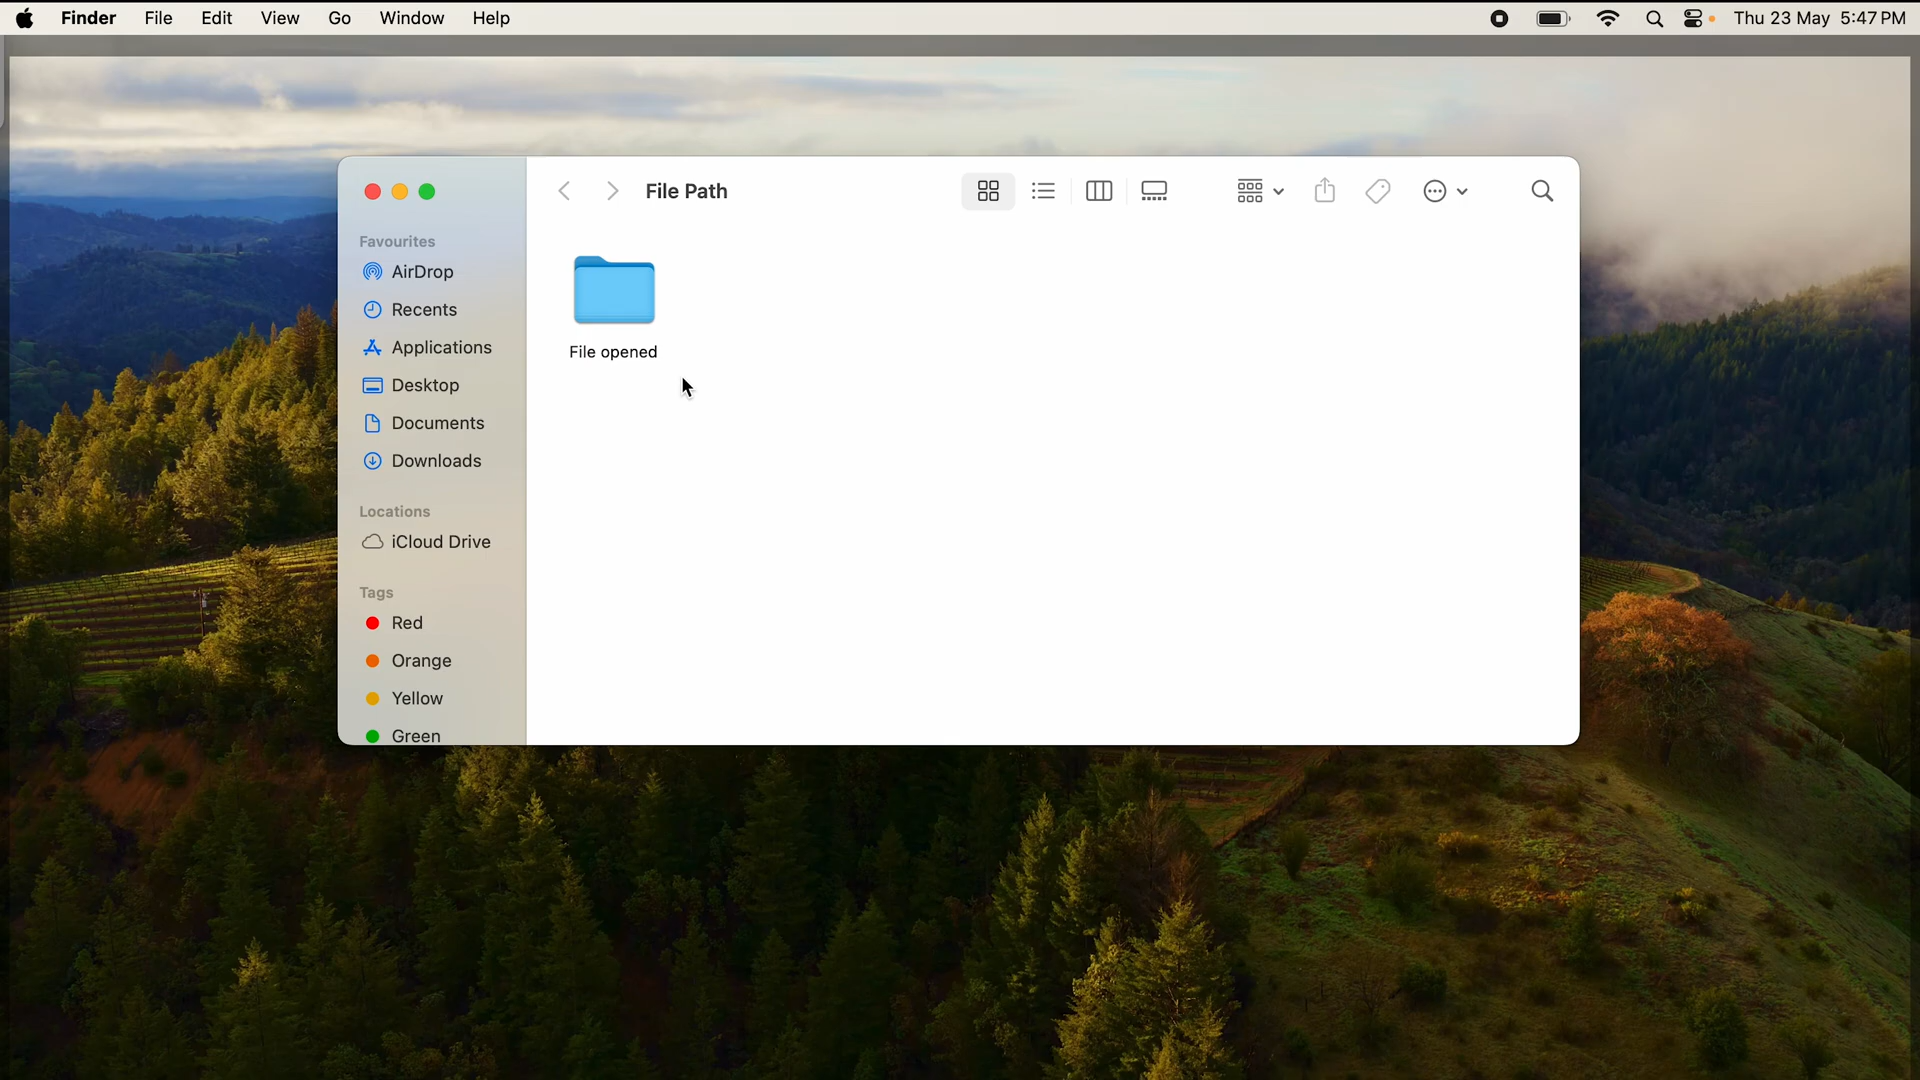 Finder File Edit View Go Window Help Thu 23 May 5:47 PM
File Path
Favourites
AirDrop
Recents
Applications
Desktop
Documents
Downloads
Locations
iCloud Drive
Tags
Red
Orange
Yellow
Green
File opened